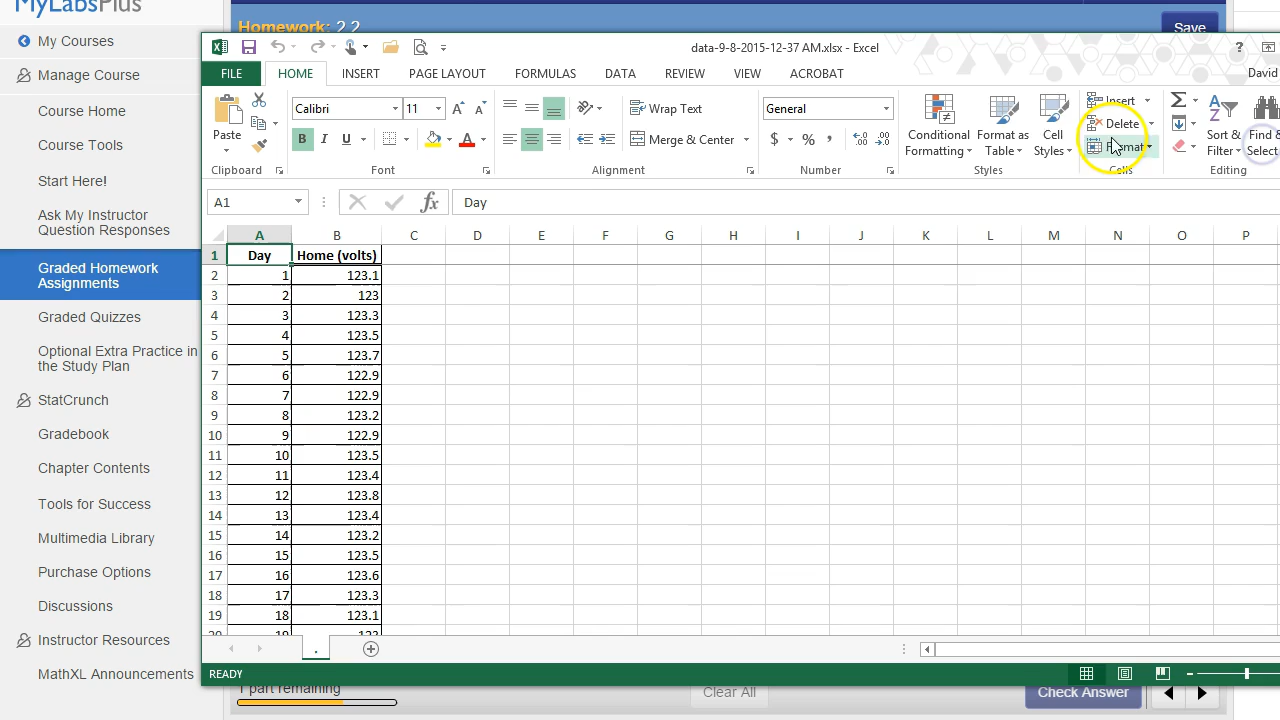 MyLabsPlus
My Courses
Manage Course
Course Home
Course Tools
Start Here!
Ask My Instructor
Question Responses
Graded Homework
Assignments
Graded Quizzes
Optional Extra Practice in
the Study Plan
StatCrunch
Gradebook
Chapter Contents
Tools for Success
Multimedia Library
Purchase Options
Discussions
Instructor Resources
MathXL Announcements
Homework: 2.2
Save
data-9-8-2015-12-37 AM.xlsx - Excel
?
FILE HOME INSERT PAGE LAYOUT FORMULAS DATA REVIEW VIEW ACROBAT David
Paste
Clipboard
Calibri 11
B I U
Font
Wrap Text
Merge & Center
Alignment
General
$ % ,
Number
Conditional
Formatting
Format as
Table
Cell
Styles
Styles
Insert
Delete
Format
Cells
Sort &
Filter
Find &
Select
Editing
A1 fx Day
A B C D E F G H I J K L M N O P
1 Day Home (volts)
2 1 123.1
3 2 123
4 3 123.3
5 4 123.5
6 5 123.7
7 6 122.9
8 7 122.9
9 8 123.2
10 9 122.9
11 10 123.5
12 11 123.4
13 12 123.8
14 13 123.4
15 14 123.2
16 15 123.5
17 16 123.6
18 17 123.3
19 18 123.1
20 19 123
.
READY
1 part remaining
Clear All
Check Answer